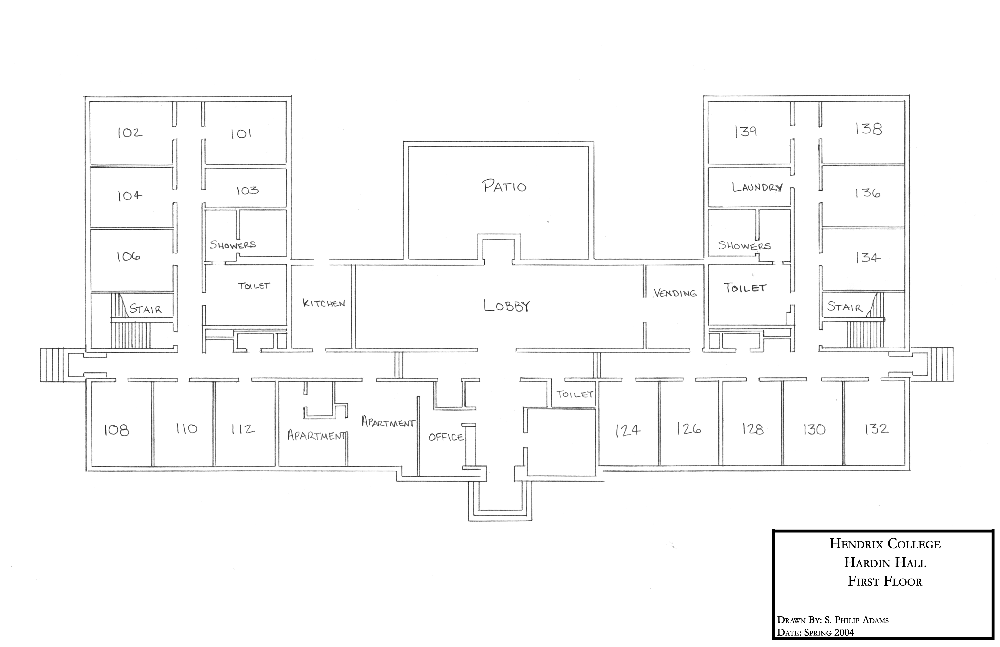 102
101
139
138
PATIO
104
103
LAUNDRY
136
106
SHOWERS
SHOWERS
134
STAIR
TOILET
KITCHEN
LOBBY
VENDING
TOILET
STAIR
TOILET
108
110
112
APARTMENT
APARTMENT
OFFICE
124
126
128
130
132
HENDRIX COLLEGE
HARDIN HALL
FIRST FLOOR
DRAWN BY: S. PHILIP ADAMS
DATE: SPRING 2004